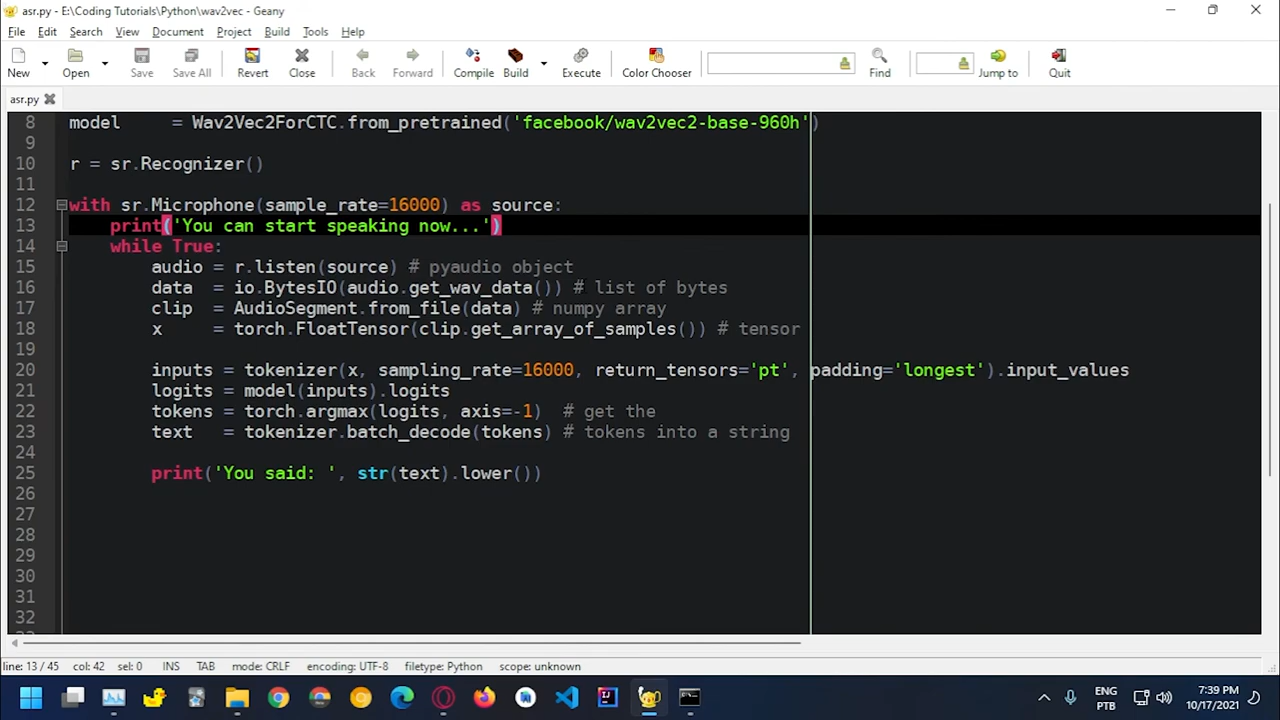 asr.py - E:\Coding Tutorials\Python\wav2vec - Geany
File Edit Search View Document Project Build Tools Help
New Open Save Save All Revert Close Back Forward Compile Build Execute Color Chooser Find Jump to Quit
asr.py
8 model     = Wav2Vec2ForCTC.from_pretrained('facebook/wav2vec2-base-960h')
9
10 r = sr.Recognizer()
11
12 with sr.Microphone(sample_rate=16000) as source:
13     print('You can start speaking now...')
14     while True:
15         audio = r.listen(source) # pyaudio object
16         data  = io.BytesIO(audio.get_wav_data()) # list of bytes
17         clip  = AudioSegment.from_file(data) # numpy array
18         x     = torch.FloatTensor(clip.get_array_of_samples()) # tensor
19
20         inputs = tokenizer(x, sampling_rate=16000, return_tensors='pt', padding='longest').input_values
21         logits = model(inputs).logits
22         tokens = torch.argmax(logits, axis=-1)  # get the
23         text   = tokenizer.batch_decode(tokens) # tokens into a string
24
25         print('You said: ', str(text).lower())
26
27
28
29
30
31
32
line: 13 / 45 col: 42 sel: 0 INS TAB mode: CRLF encoding: UTF-8 filetype: Python scope: unknown
ENG 7:39 PM
PTB 10/17/2021